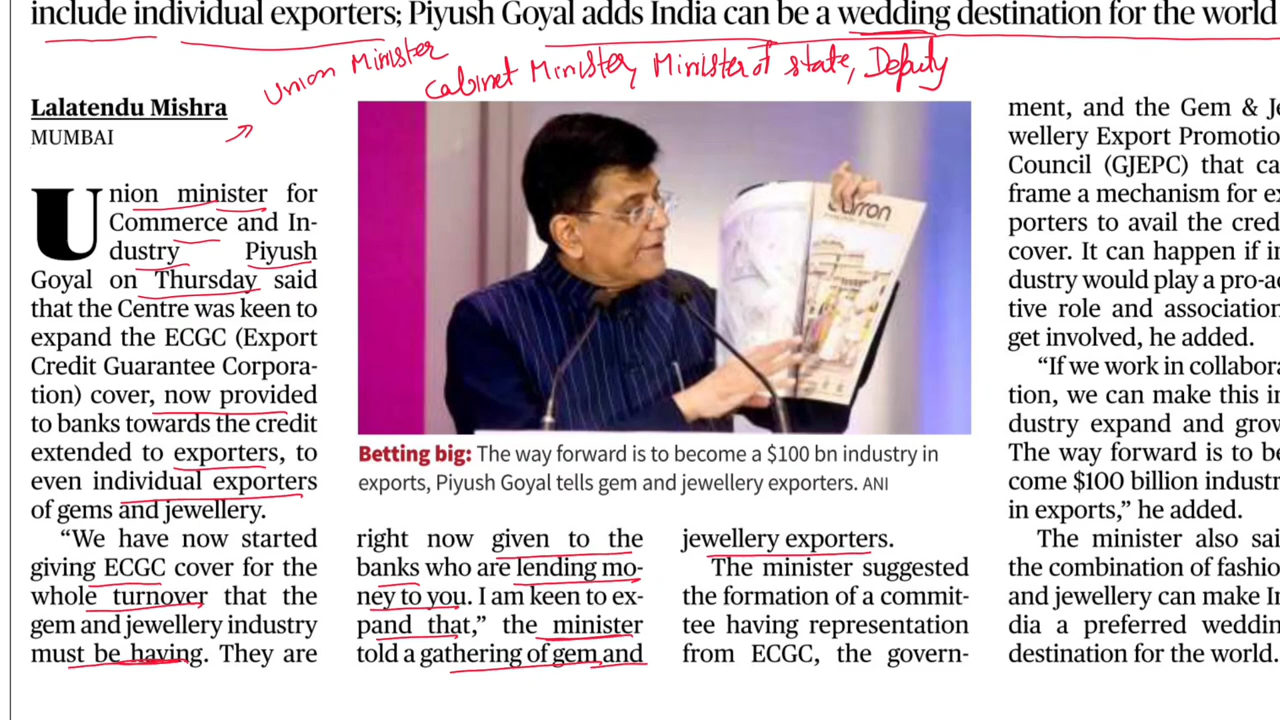 include individual exporters; Piyush Goyal adds India can be a wedding destination for the world
Union Minister
Cabinet Minister, Minister of state, Deputy
Lalatendu Mishra
MUMBAI
Union minister for
Commerce and In-
dustry Piyush
Goyal on Thursday said
that the Centre was keen to
expand the ECGC (Export
Credit Guarantee Corpora-
tion) cover, now provided
to banks towards the credit
extended to exporters, to
even individual exporters
of gems and jewellery.
“We have now started
giving ECGC cover for the
whole turnover that the
gem and jewellery industry
must be having. They are
Betting big: The way forward is to become a $100 bn industry in
exports, Piyush Goyal tells gem and jewellery exporters. ANI
right now given to the
banks who are lending mo-
ney to you. I am keen to ex-
pand that,” the minister
told a gathering of gem and
jewellery exporters.
The minister suggested
the formation of a commit-
tee having representation
from ECGC, the govern-
ment, and the Gem & Je
wellery Export Promotio
Council (GJEPC) that ca
frame a mechanism for ex
porters to avail the cred
cover. It can happen if in
dustry would play a pro-ac
tive role and association
get involved, he added.
“If we work in collabora
tion, we can make this in
dustry expand and grow
The way forward is to be
come $100 billion industr
in exports,” he added.
The minister also sai
the combination of fashio
and jewellery can make In
dia a preferred weddin
destination for the world.